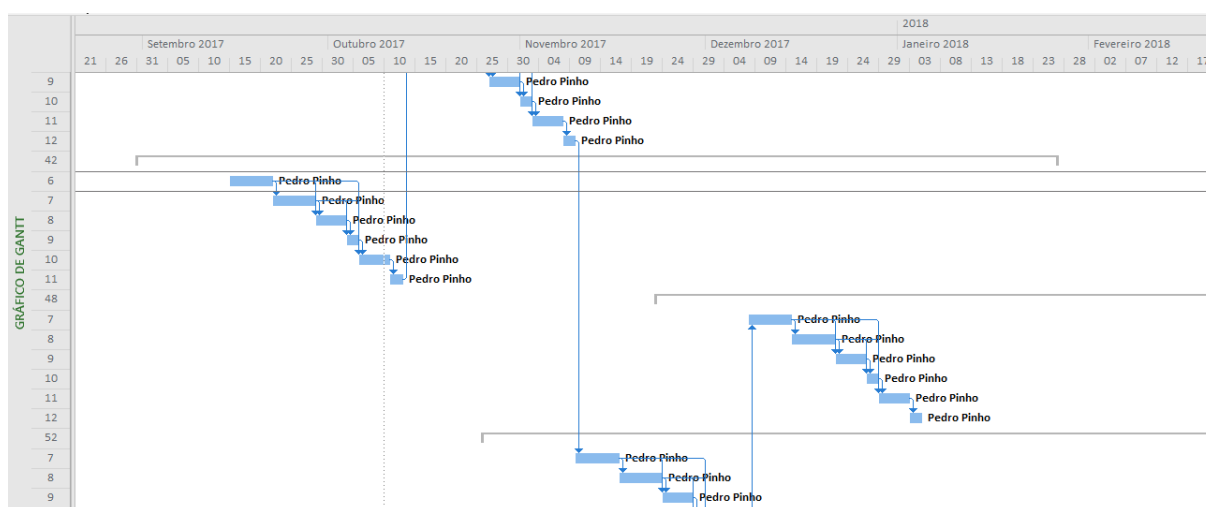 2018
Setembro 2017 Outubro 2017 Novembro 2017 Dezembro 2017 Janeiro 2018 Fevereiro 2018
21 26 31 05 10 15 20 25 30 05 10 15 20 25 30 04 09 14 19 24 29 04 09 14 19 24 29 03 08 13 18 23 28 02 07 12 17
9 Pedro Pinho
10 Pedro Pinho
11 Pedro Pinho
12 Pedro Pinho
42
6 Pedro Pinho
7 Pedro Pinho
8 Pedro Pinho
9 Pedro Pinho
10 Pedro Pinho
11 Pedro Pinho
48
7 Pedro Pinho
8 Pedro Pinho
9 Pedro Pinho
10 Pedro Pinho
11 Pedro Pinho
12 Pedro Pinho
52
7 Pedro Pinho
8 Pedro Pinho
9 Pedro Pinho
GRÁFICO DE GANTT